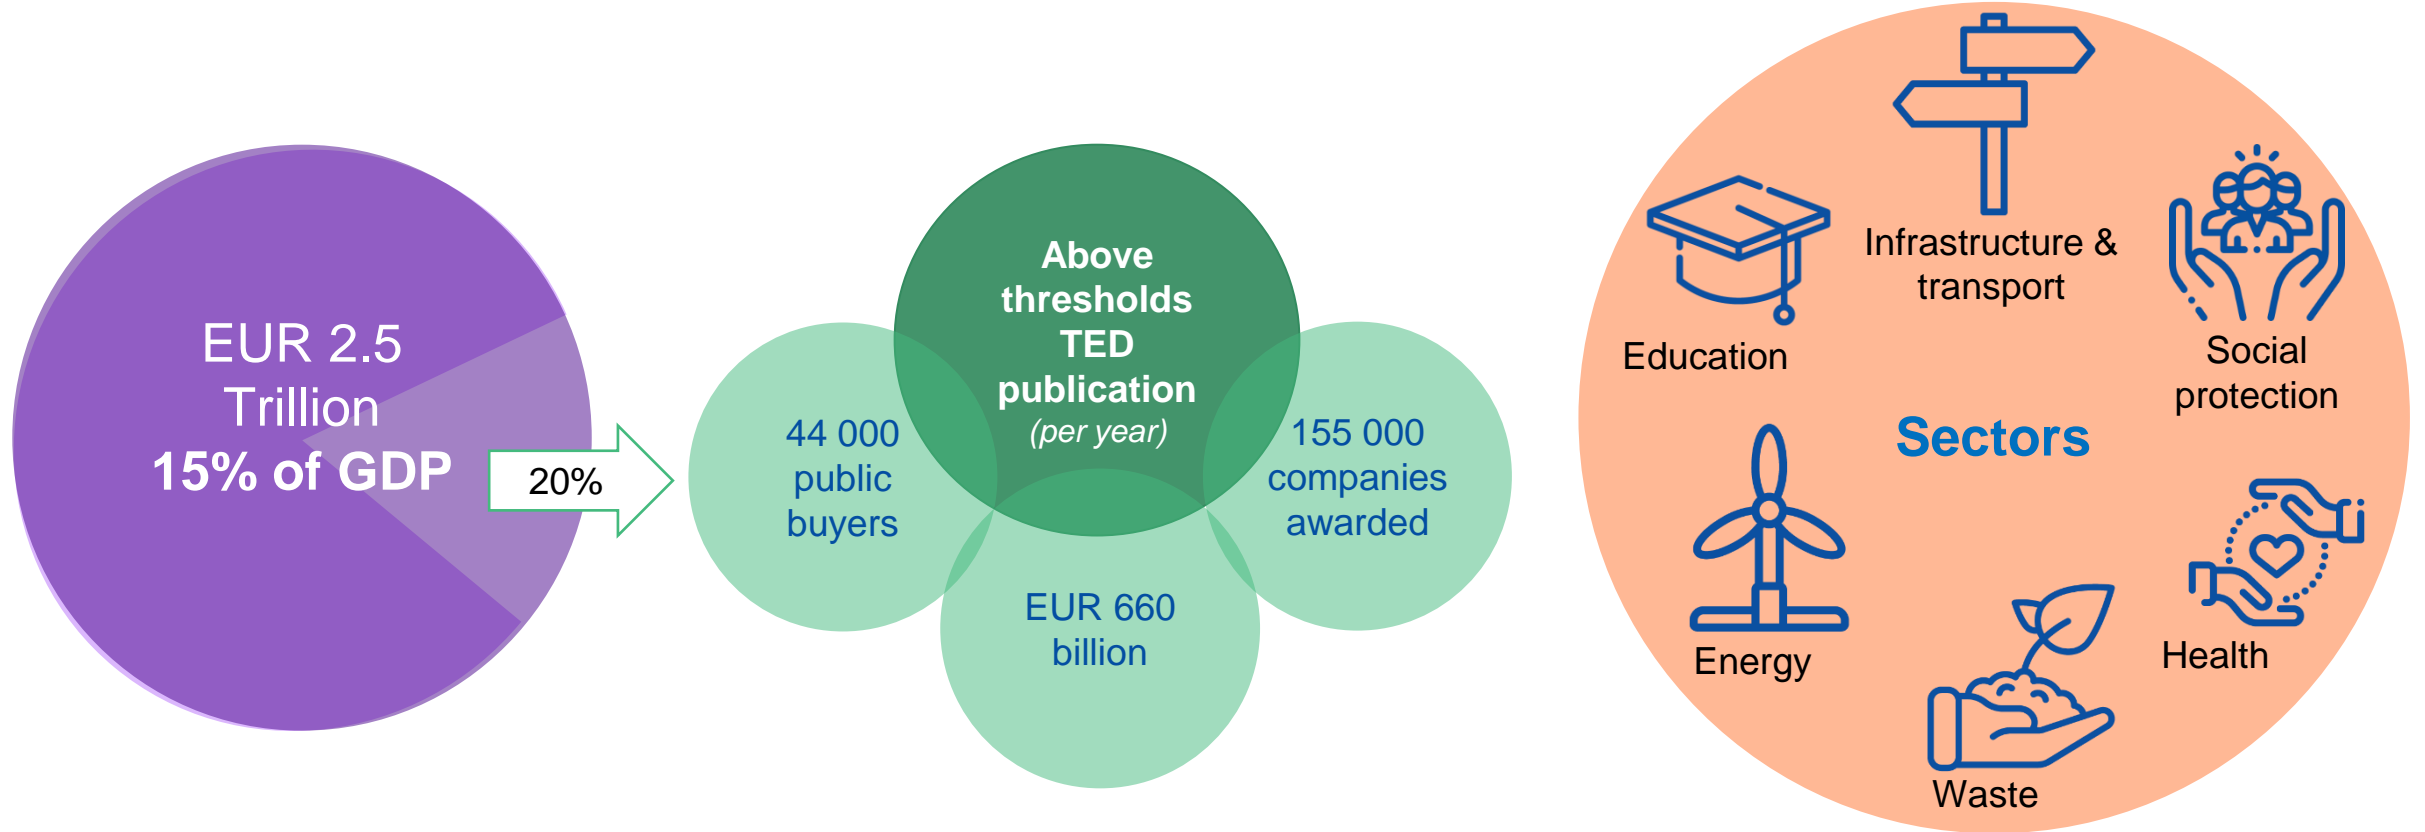 EUR 2.5
Trillion
15% of GDP
20%
Above
thresholds
TED
publication
(per year)
44 000
public
buyers
EUR 660
billion
155 000
companies
awarded
Sectors
Infrastructure &
transport
Education
Social
protection
Energy
Health
Waste